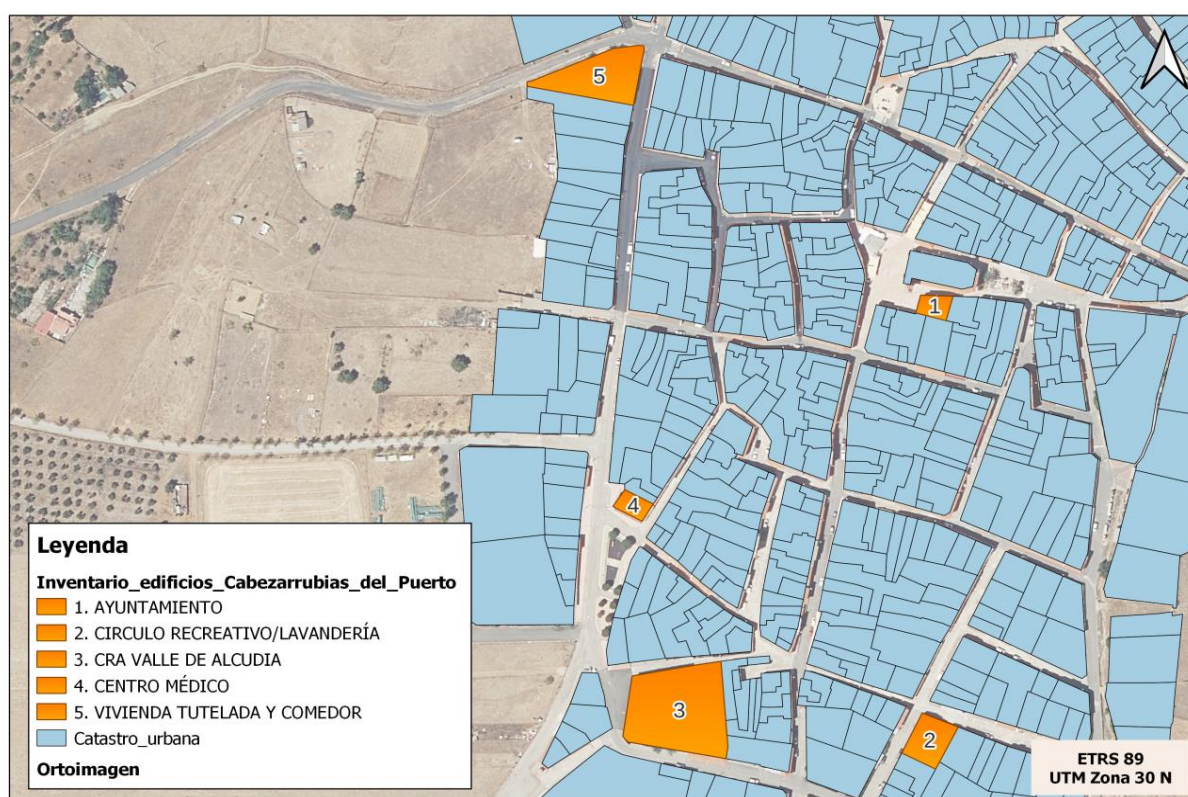 5
1
4
3
2
Leyenda
Inventario_edificios_Cabezarrubias_del_Puerto
1. AYUNTAMIENTO
2. CIRCULO RECREATIVO/LAVANDERÍA
3. CRA VALLE DE ALCUDIA
4. CENTRO MÉDICO
5. VIVIENDA TUTELADA Y COMEDOR
Catastro_urbana
Ortoimagen
ETRS 89
UTM Zona 30 N